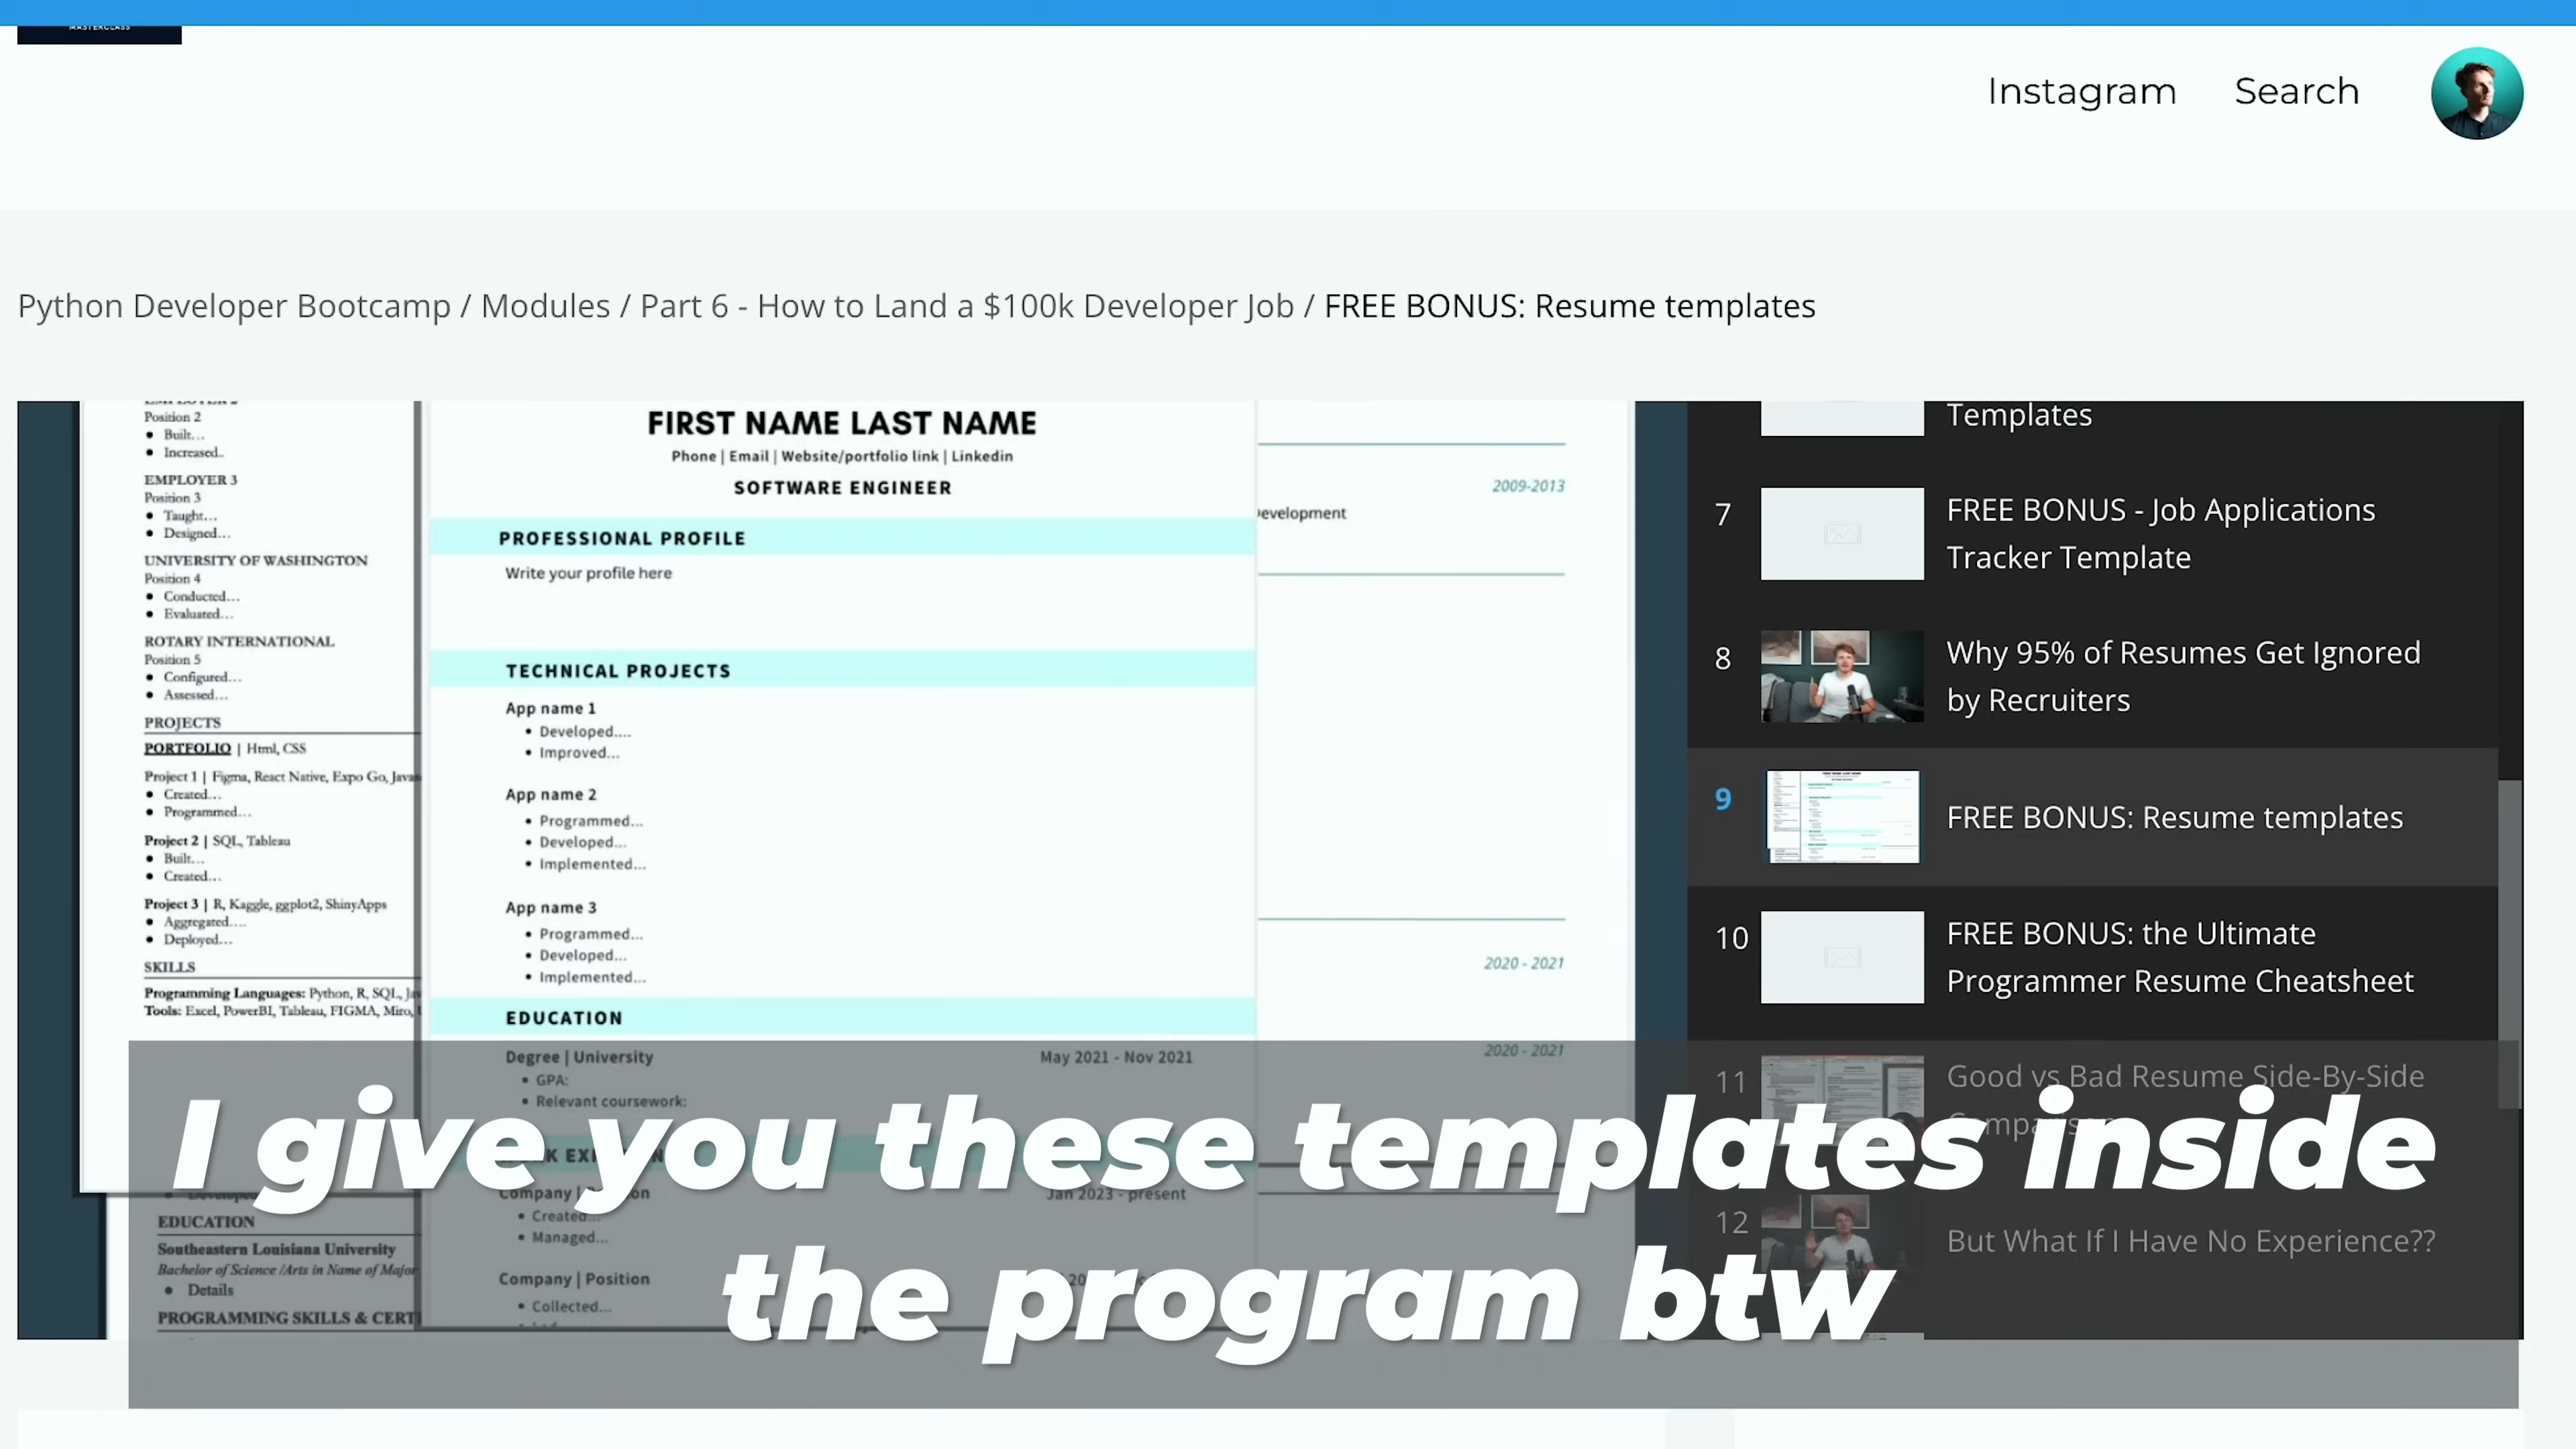 MASTERCLASS
Instagram Search
Python Developer Bootcamp / Modules / Part 6 - How to Land a $100k Developer Job / FREE BONUS: Resume templates
Position 2
• Built...
• Increased..
EMPLOYER 3
Position 3
• Taught...
• Designed...
UNIVERSITY OF WASHINGTON
Position 4
• Conducted...
• Evaluated...
ROTARY INTERNATIONAL
Position 5
• Configured...
• Assessed...
PROJECTS
PORTFOLIO | Html, CSS
Project 1 | Figma, React Native, Expo Go,
• Created...
• Programmed...
Project 2 | SQL, Tableau
• Built...
• Created...
Project 3 | R, Kaggle, ggplot2, ShinyApps
• Aggregated....
• Deployed...
SKILLS
Programming Languages: Python, R, SQL,
Tools: Excel, PowerBI, Tableau, FIGMA, Miro,
EDUCATION
Southeastern Louisiana University
Bachelor of Science /Arts in Name of Major
• Details
PROGRAMMING SKILLS & CERT
FIRST NAME LAST NAME
Phone | Email | Website/portfolio link | Linkedin
SOFTWARE ENGINEER
PROFESSIONAL PROFILE
Write your profile here
TECHNICAL PROJECTS
App name 1
• Developed....
• Improved...
App name 2
• Programmed...
• Developed...
• Implemented...
App name 3
• Programmed...
• Developed...
• Implemented...
EDUCATION
Degree | University May 2021 - Nov 2021
• GPA:
• Relevant coursework:
Company | Jan 2023 - present
• Created...
• Managed...
Company | Position
• Collected...
2009-2013
evelopment
2020 - 2021
2020 - 2021
Templates
7 FREE BONUS - Job Applications
Tracker Template
8 Why 95% of Resumes Get Ignored
by Recruiters
9 FREE BONUS: Resume templates
10 FREE BONUS: the Ultimate
Programmer Resume Cheatsheet
11 Good vs Bad Resume Side-By-Side
12 But What If I Have No Experience??
I give you these templates inside
the program btw